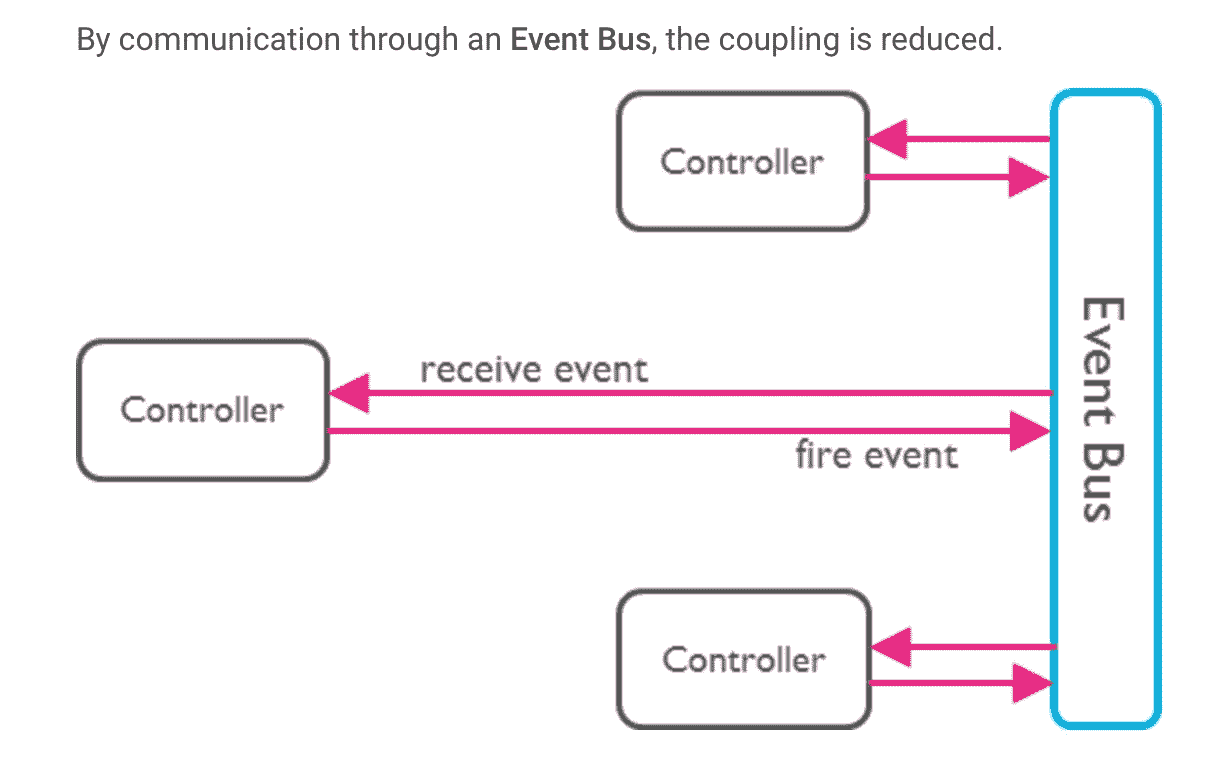 By communication through an Event Bus, the coupling is reduced.
Controller
receive event
Controller
fire event
Event Bus
Controller